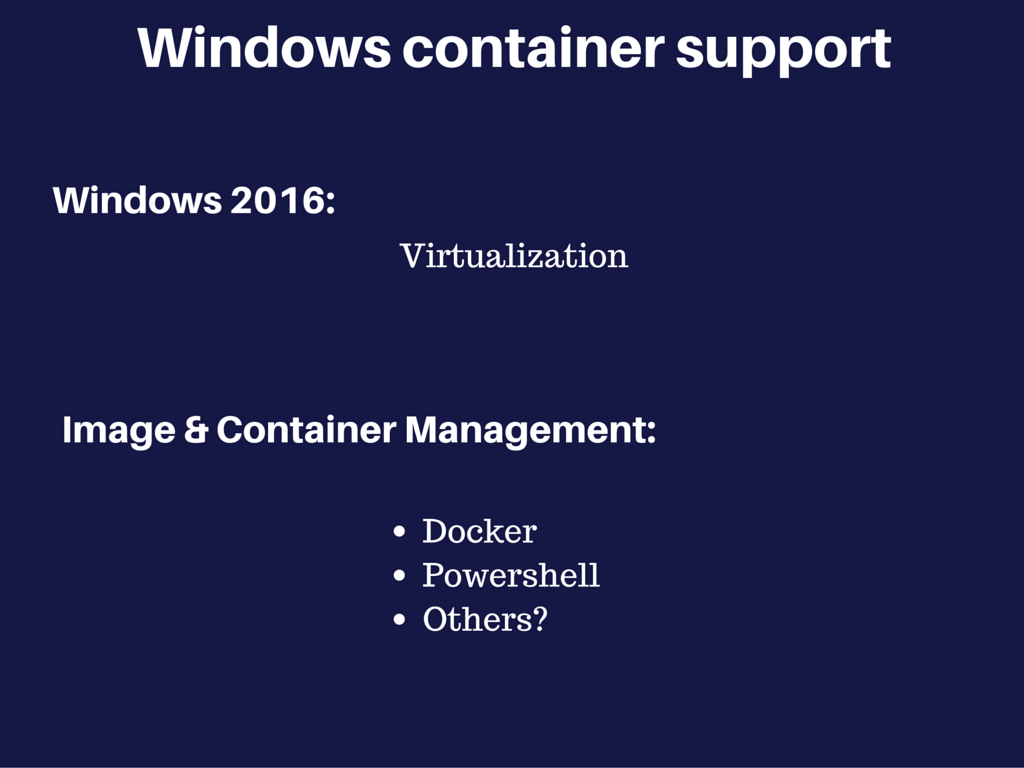 Windows container support
Windows 2016:
Virtualization
Image & Container Management:
• Docker
• Powershell
• Others?